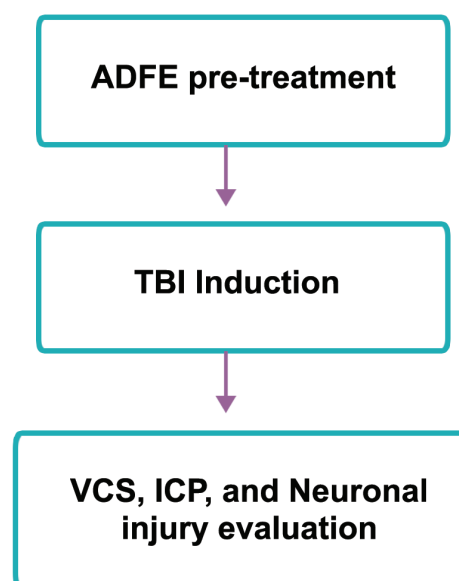 ADFE pre-treatment
TBI Induction
VCS, ICP, and Neuronal
injury evaluation